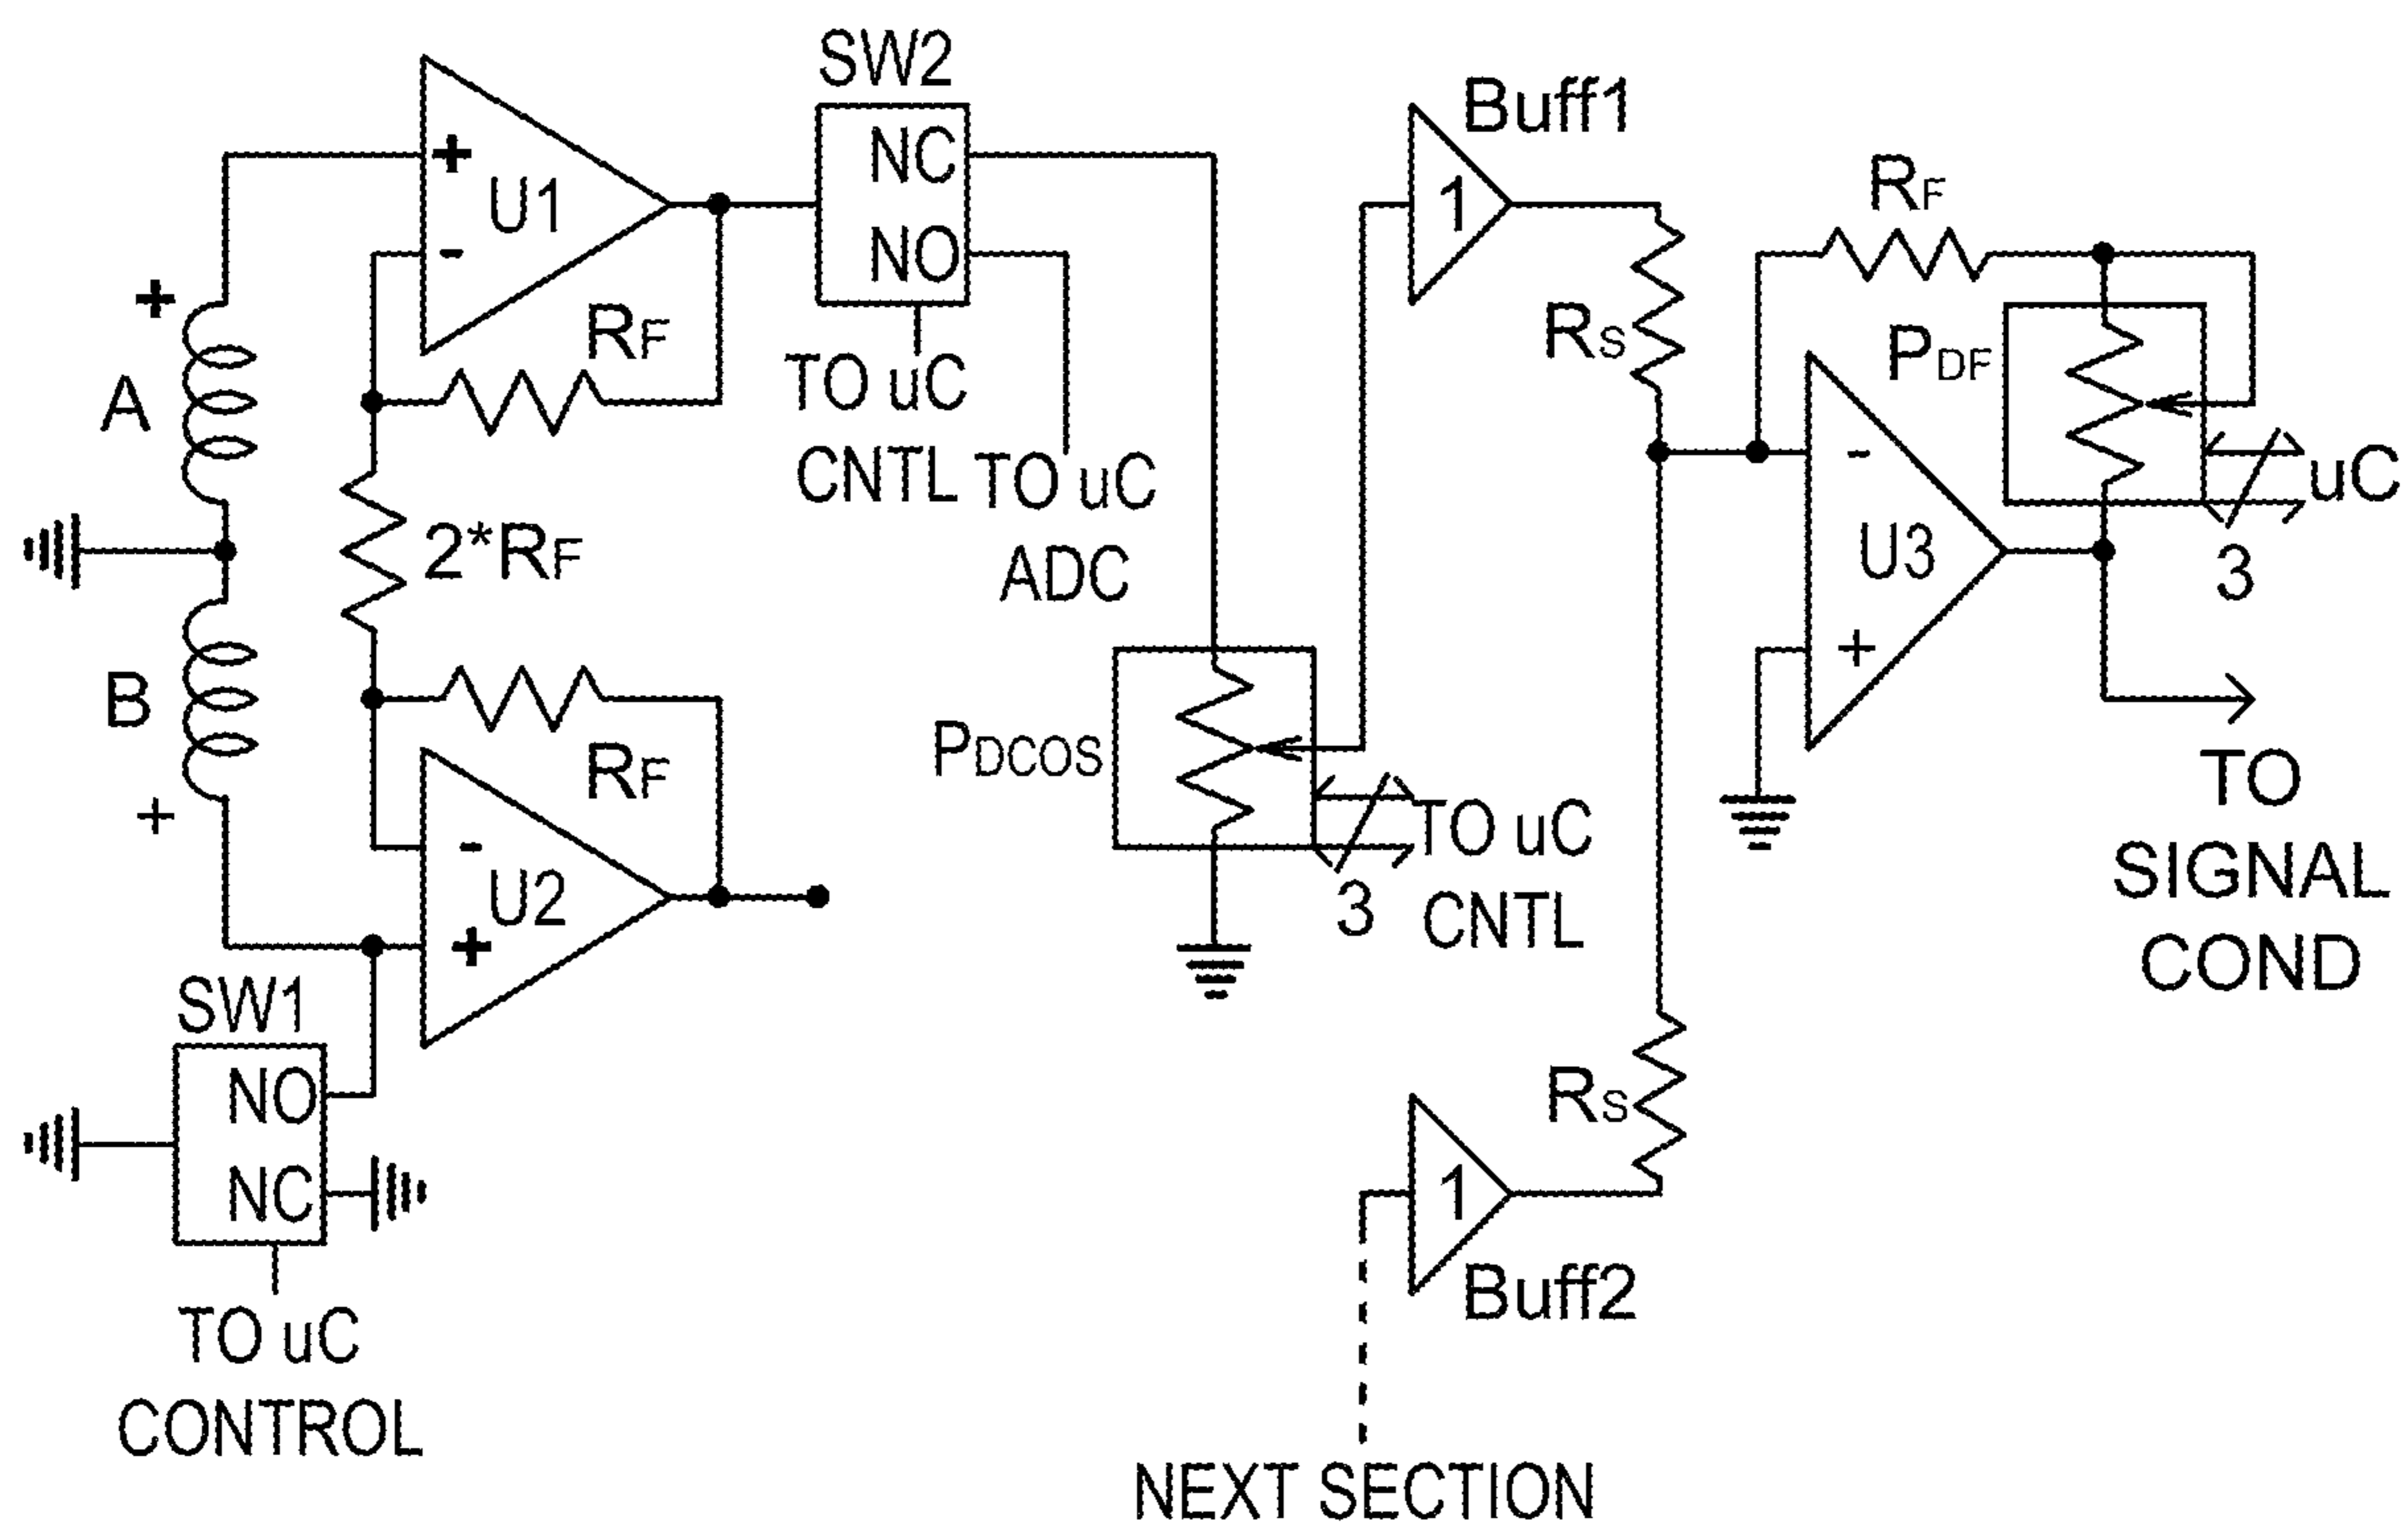 SW2
Buff1
+
U1
-
NC
NO
1
RF
RF
+
A
TO uC
CNTL
TO uC
ADC
RS
PDF
-
uC
U3
3
2*RF
B
+
RF
-
U2
+
PDCOS
TO uC
CNTL
3
+
TO
SIGNAL
COND
SW1
NO
NC
RS
1
Buff2
TO uC
CONTROL
NEXT SECTION